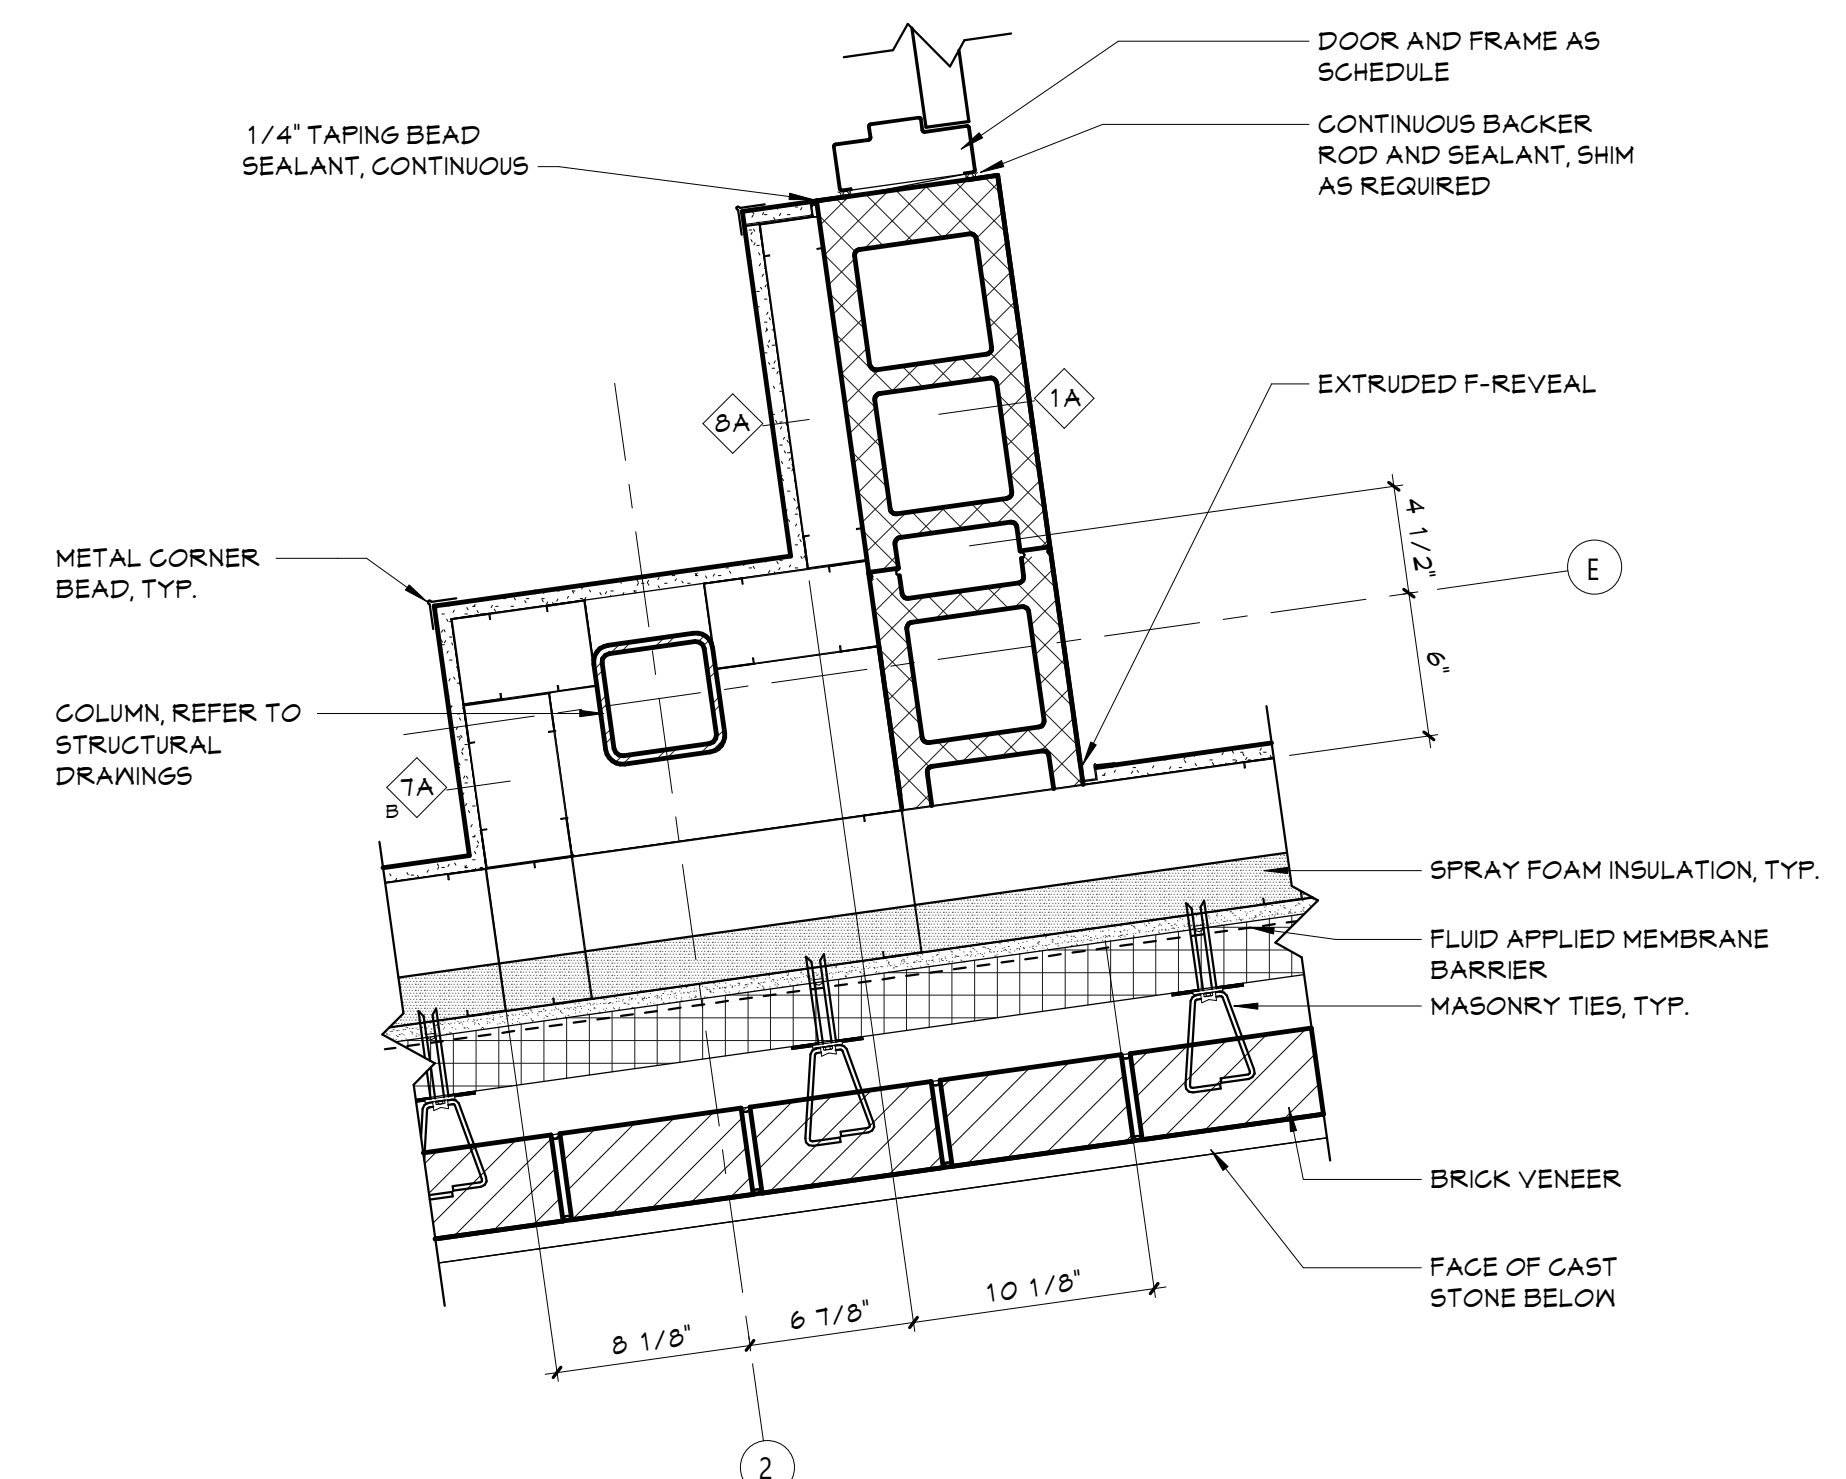 DOOR AND FRAME AS
SCHEDULE
1/4" TAPING BEAD
SEALANT, CONTINUOUS
CONTINUOUS BACKER
ROD AND SEALANT, SHIM
AS REQUIRED
8A
1A
EXTRUDED F-REVEAL
4 1/2"
E
METAL CORNER
BEAD, TYP.
6"
COLUMN, REFER TO
STRUCTURAL
DRAWINGS
7A
B
SPRAY FOAM INSULATION, TYP.
FLUID APPLIED MEMBRANE
BARRIER
MASONRY TIES, TYP.
BRICK VENEER
FACE OF CAST
STONE BELOW
8 1/8"
6 7/8"
10 1/8"
2